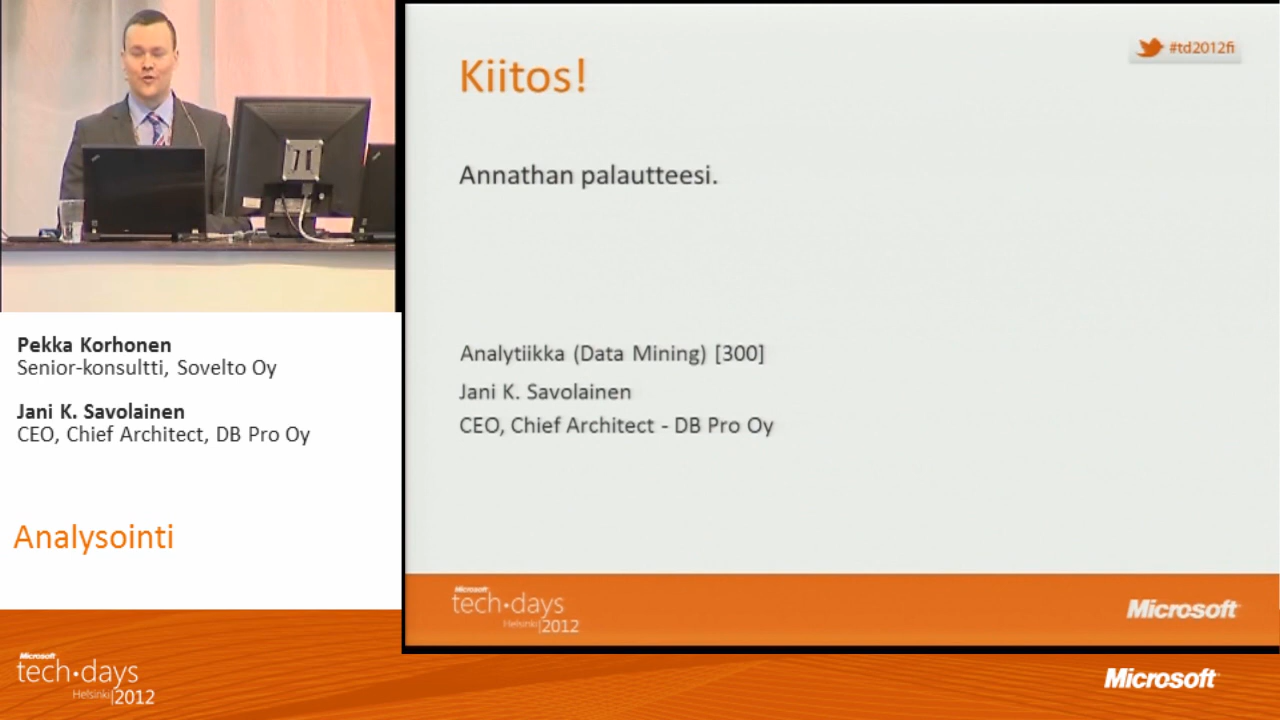 Kiitos!
#td2012fi
Annathan palautteesi.
Analytiikka (Data Mining) [300]
Jani K. Savolainen
CEO, Chief Architect - DB Pro Oy
Microsoft
tech·days
Helsinki|2012
Microsoft
Pekka Korhonen
Senior-konsultti, Sovelto Oy
Jani K. Savolainen
CEO, Chief Architect, DB Pro Oy
Analysointi
Microsoft
tech·days
Helsinki|2012
Microsoft